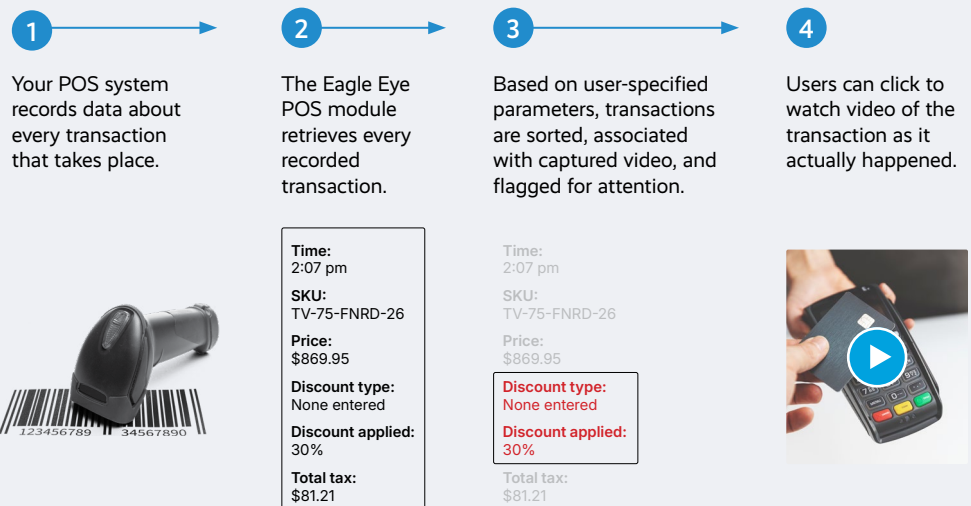 1
Your POS system
records data about
every transaction
that takes place.
2
The Eagle Eye
POS module
retrieves every
recorded
transaction.
3
Based on user-specified
parameters, transactions
are sorted, associated
with captured video, and
flagged for attention.
4
Users can click to
watch video of the
transaction as it
actually happened.
123456789 34567890
Time:
2:07 pm
SKU:
TV-75-FNRD-26
Price:
$869.95
Discount type:
None entered
Discount applied:
30%
Total tax:
$81.21
Time:
2:07 pm
SKU:
TV-75-FNRD-26
Price:
$869.95
Discount type:
None entered
Discount applied:
30%
Total tax:
$81.21